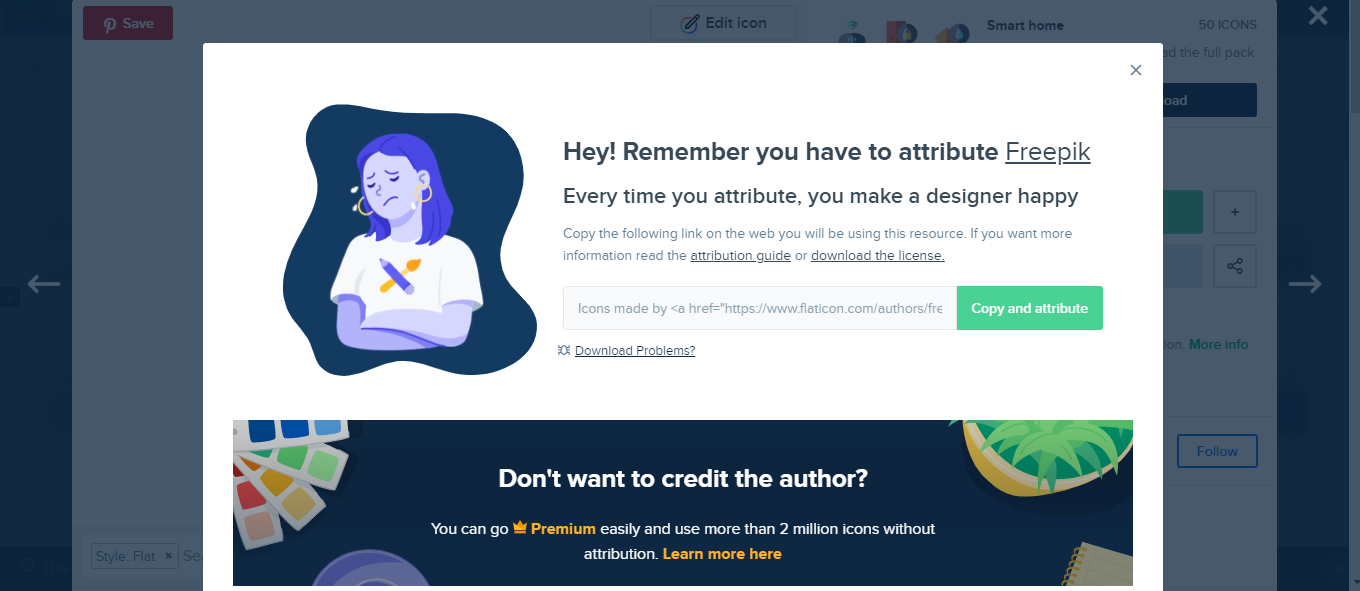 Save
Edit icon
Smart home
50 ICONS
ad the full pack
oad
Hey! Remember you have to attribute Freepik
Every time you attribute, you make a designer happy
Copy the following link on the web you will be using this resource. If you want more
information read the attribution guide or download the license.
Icons made by <a href="https://www.flaticon.com/authors/fre
Copy and attribute
Download Problems?
ion. More info
Follow
Don't want to credit the author?
You can go Premium easily and use more than 2 million icons without
attribution. Learn more here
Style: Flat × Sea
This